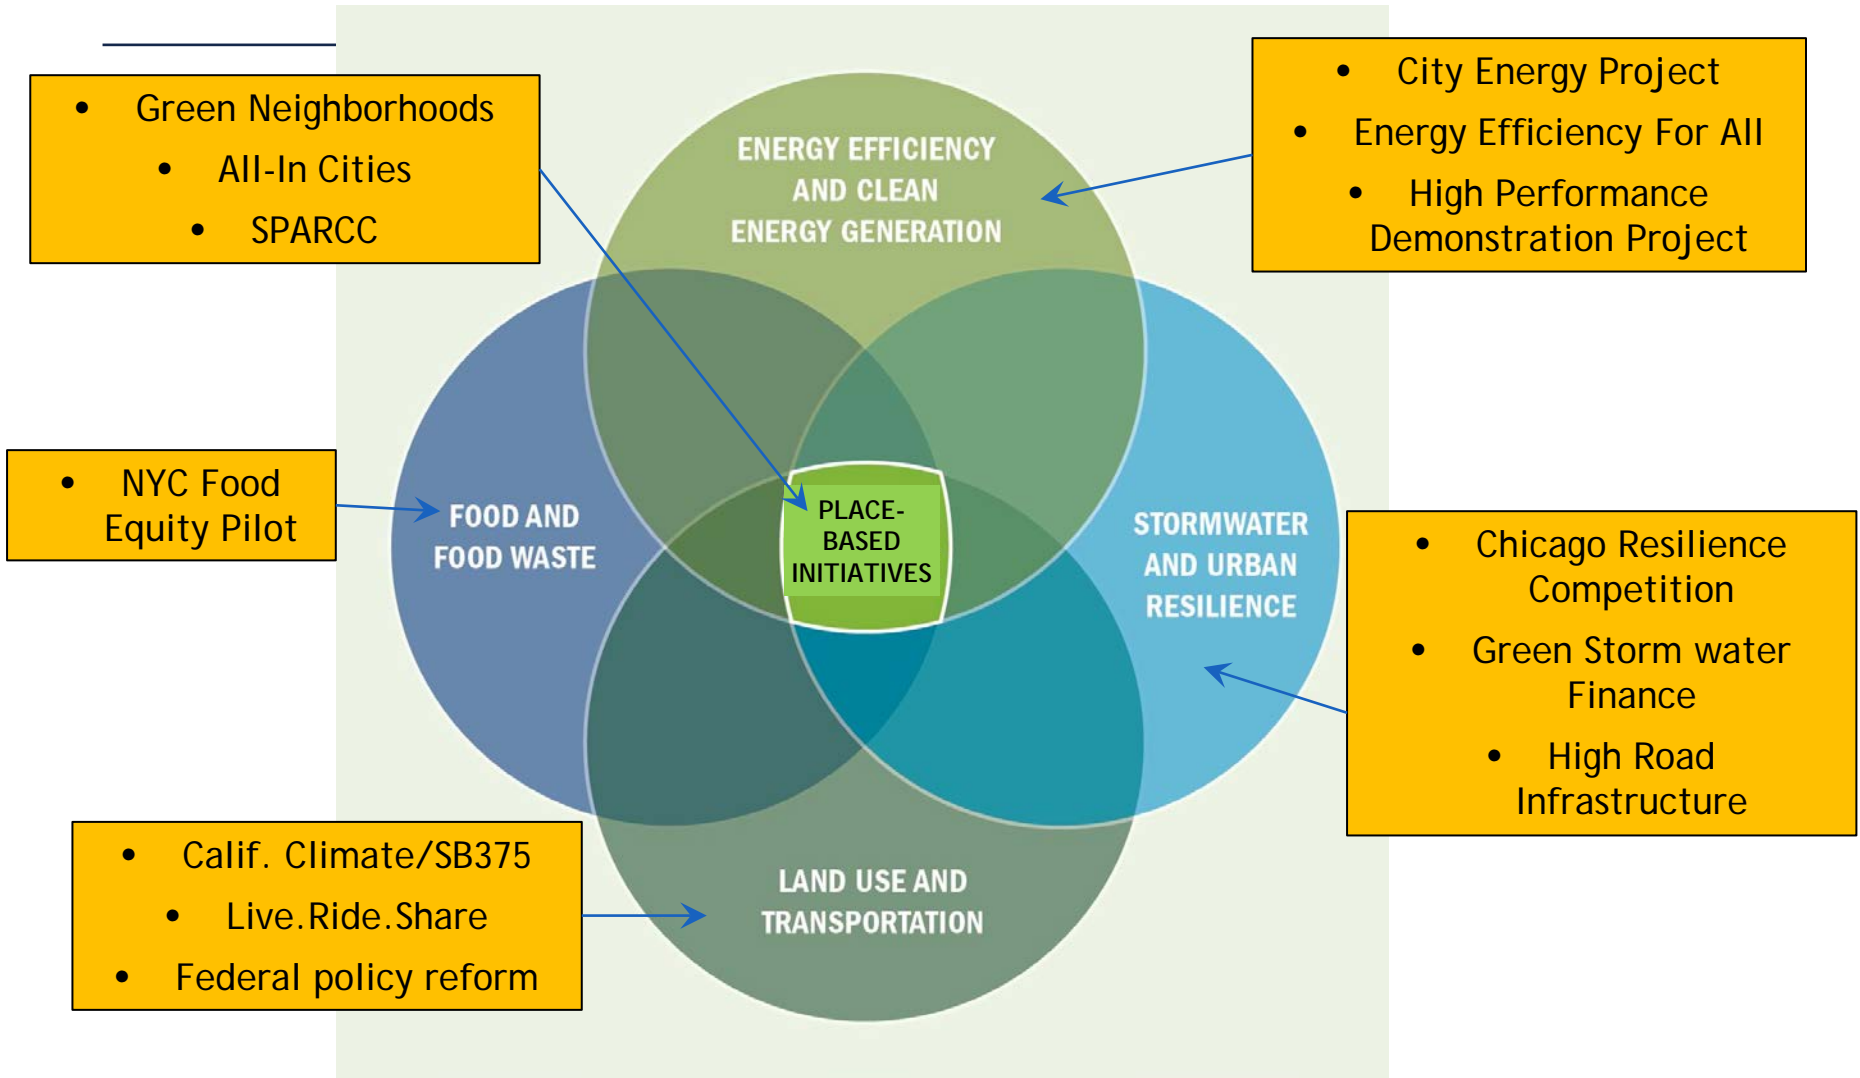 • Green Neighborhoods
• All-In Cities
• SPARCC
• City Energy Project
• Energy Efficiency For All
• High Performance
Demonstration Project
ENERGY EFFICIENCY
AND CLEAN
ENERGY GENERATION
• NYC Food
Equity Pilot
FOOD AND
FOOD WASTE
PLACE-
BASED
INITIATIVES
STORMWATER
AND URBAN
RESILIENCE
• Chicago Resilience
Competition
• Green Storm water
Finance
• High Road
Infrastructure
• Calif. Climate/SB375
• Live.Ride.Share
• Federal policy reform
LAND USE AND
TRANSPORTATION